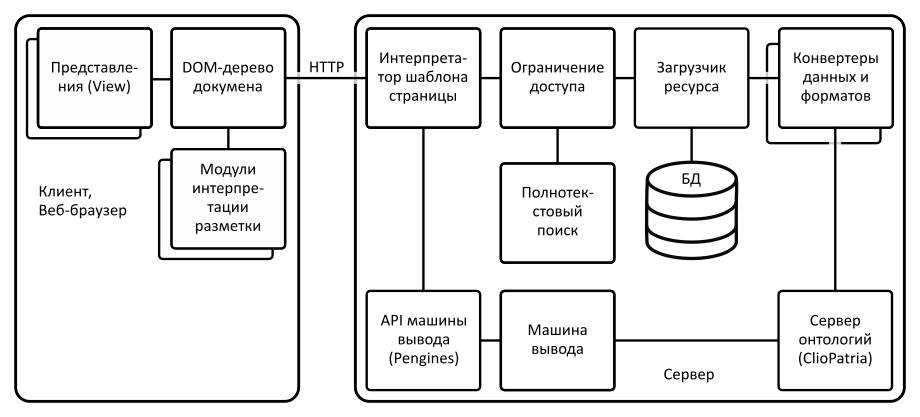 Представле-
ния (View)
DOM-дерево
докумена
Модули
интерпре-
тации
разметки
Клиент,
Веб-браузер
HTTP
Интерпрета-
тор шаблона
страницы
Ограничение
доступа
Загрузчик
ресурса
Конвертеры
данных и
форматов
Полнотек-
стовый
поиск
БД
API машины
вывода
(Pengines)
Машина
вывода
Сервер
онтологий
(ClioPatria)
Сервер